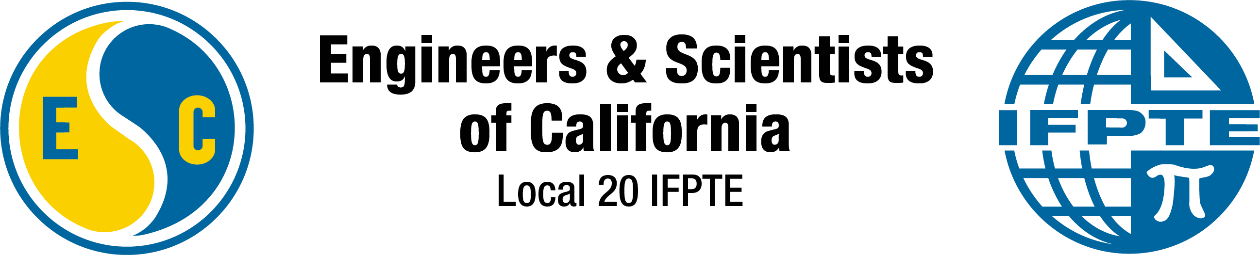 E C
Engineers & Scientists
of California
Local 20 IFPTE
IFPTE
π